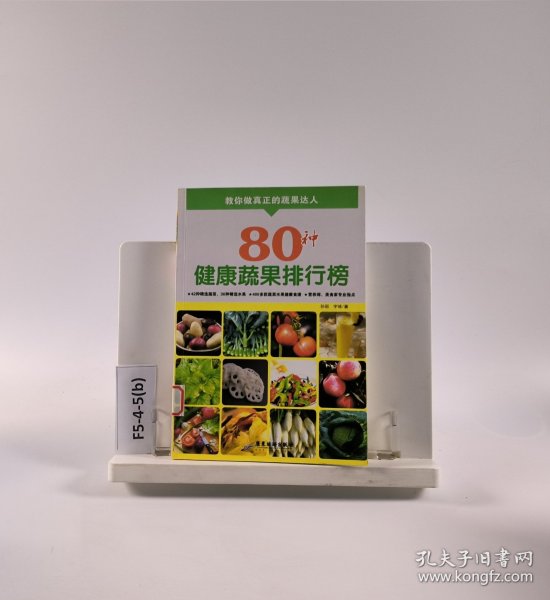 教你做真正的蔬果达人
80种
健康蔬果排行榜
F5-4-5(b)
孔夫子旧书网
www.kongfz.com